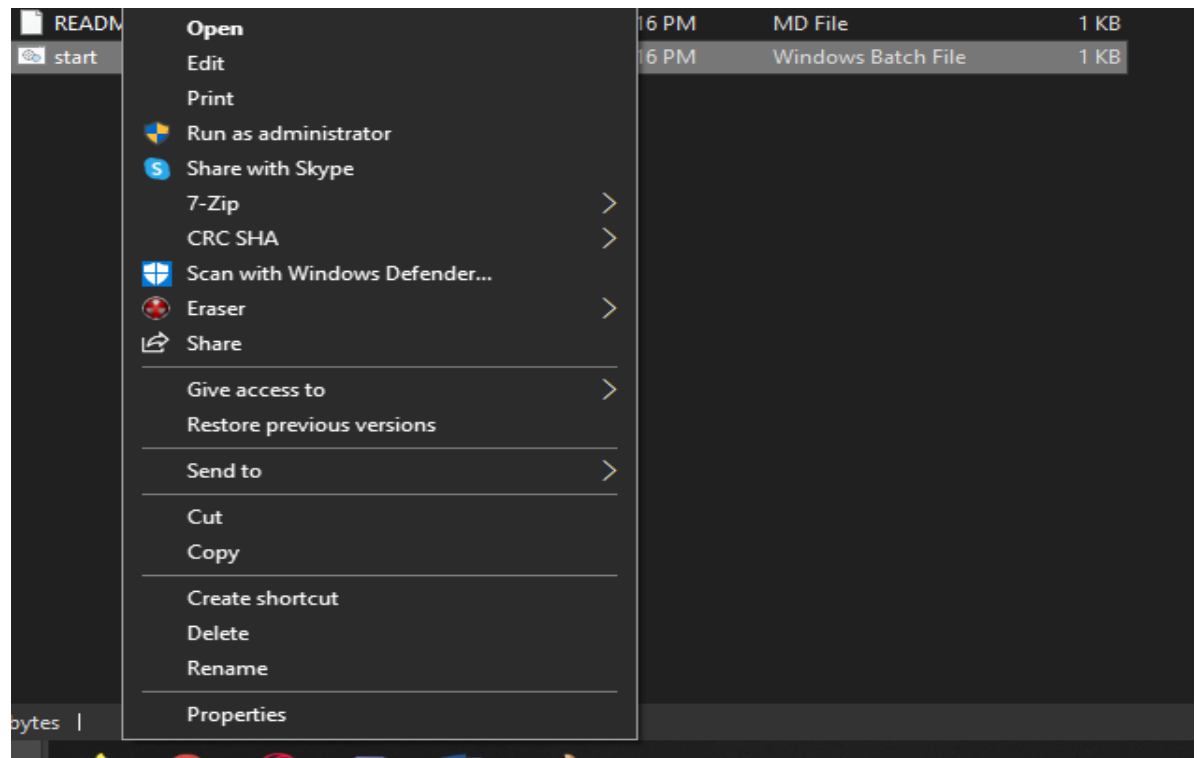 READM
16 PM MD File 1 KB
start
16 PM Windows Batch File 1 KB
Open
Edit
Print
Run as administrator
Share with Skype
7-Zip
CRC SHA
Scan with Windows Defender...
Eraser
Share
Give access to
Restore previous versions
Send to
Cut
Copy
Create shortcut
Delete
Rename
Properties
bytes